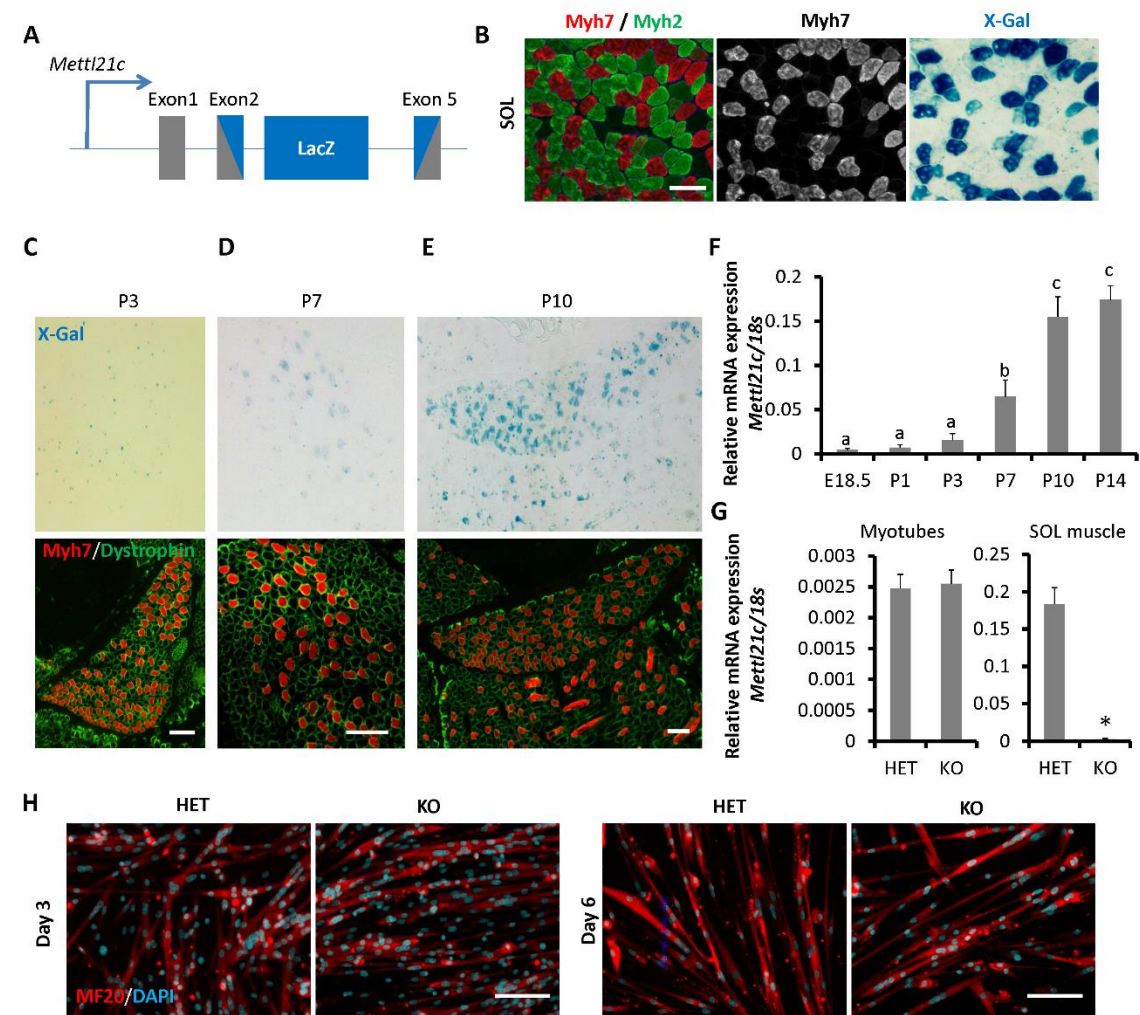 A
Mettl21c
Exon1
Exon2
Exon 5
LacZ
B
Myh7 / Myh2
Myh7
X-Gal
SOL
C
D
E
P3
P7
P10
X-Gal
Myh7/Dystrophin
F
Relative mRNA expression
Mettl21c/18s
0.2
0.15
0.1
0.05
0
a
a
a
b
c
c
E18.5
P1
P3
P7
P10
P14
G
Relative mRNA expression
Mettl21c/18s
Myotubes
0.003
0.0025
0.002
0.0015
0.001
0.0005
0
HET
KO
SOL muscle
0.25
0.2
0.15
0.1
0.05
0
*
HET
KO
H
HET
KO
HET
KO
Day 3
Day 6
MF20/DAPI